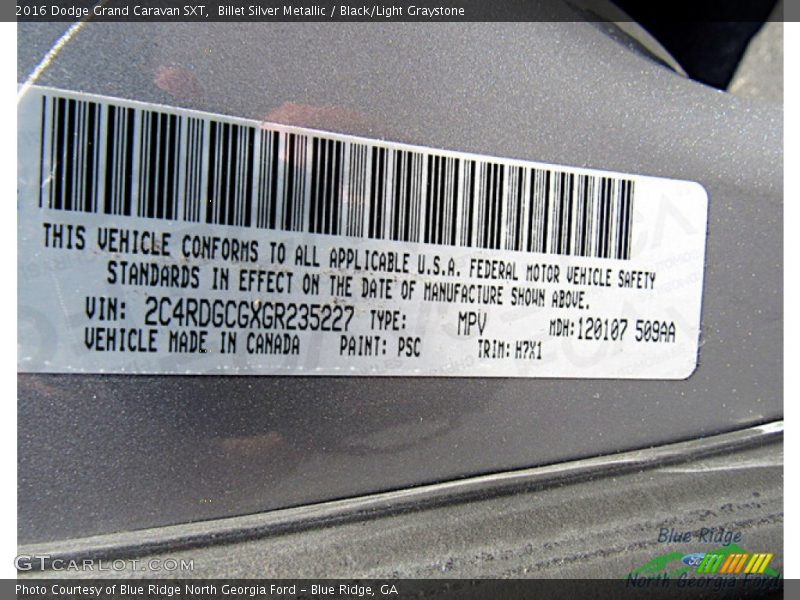 2016 Dodge Grand Caravan SXT, Billet Silver Metallic / Black/Light Graystone
THIS VEHICLE CONFORMS TO ALL APPLICABLE U.S.A. FEDERAL MOTOR VEHICLE SAFETY
STANDARDS IN EFFECT ON THE DATE OF MANUFACTURE SHOWN ABOVE.
VIN: 2C4RDGCGXGR235227 TYPE: MPV MDH:120107 509AA
VEHICLE MADE IN CANADA PAINT: PSC TRIM: H7X1
Blue Ridge
North Georgia Ford
GTCARLOT.COM
Photo Courtesy of Blue Ridge North Georgia Ford - Blue Ridge, GA